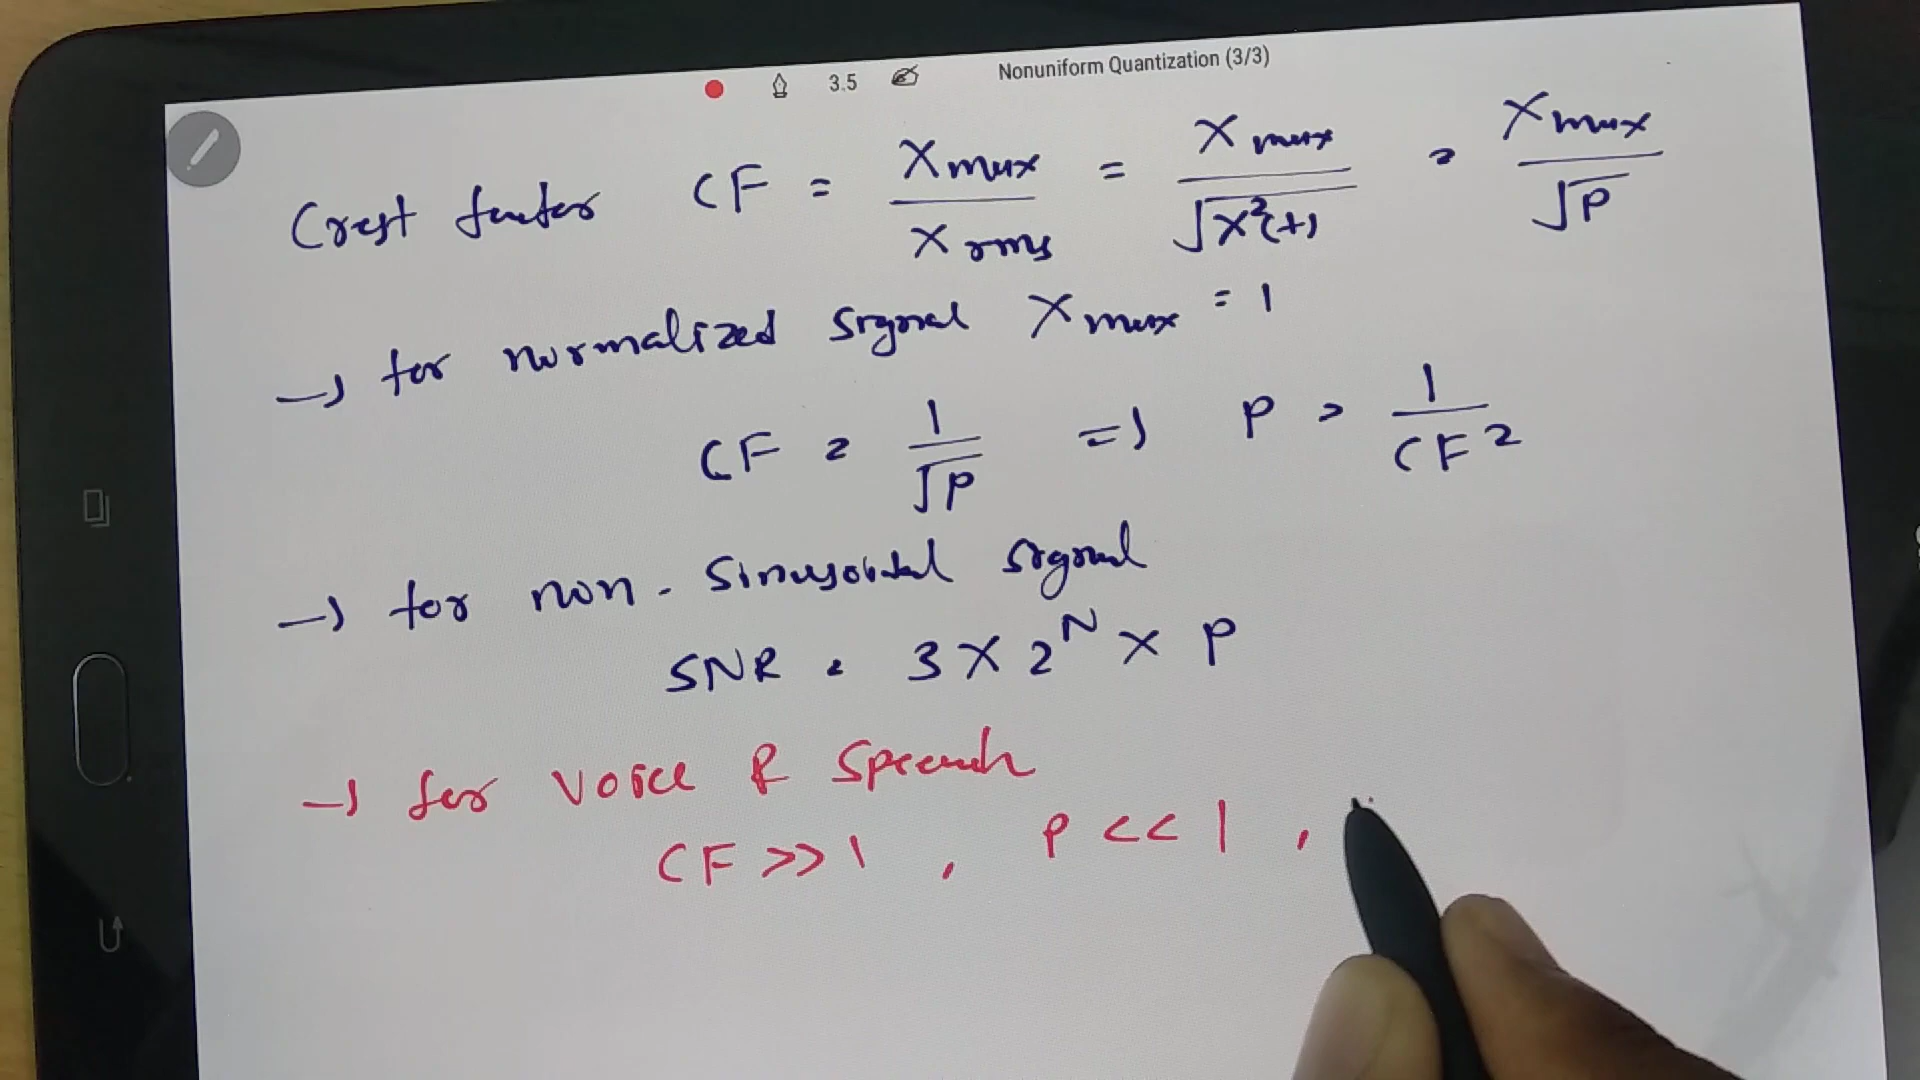 3.5 Nonuniform Quantization (3/3)
Crest factor CF = Xmax / Xrms = Xmax / √X²(t) = Xmax / √P
→ for normalized signal Xmax = 1
CF = 1 / √P ⇒ P = 1 / CF²
→ for non-sinusoidal signal
SNR = 3 × 2^N × P
→ for voice & speech
CF >> 1 , P << 1 ,